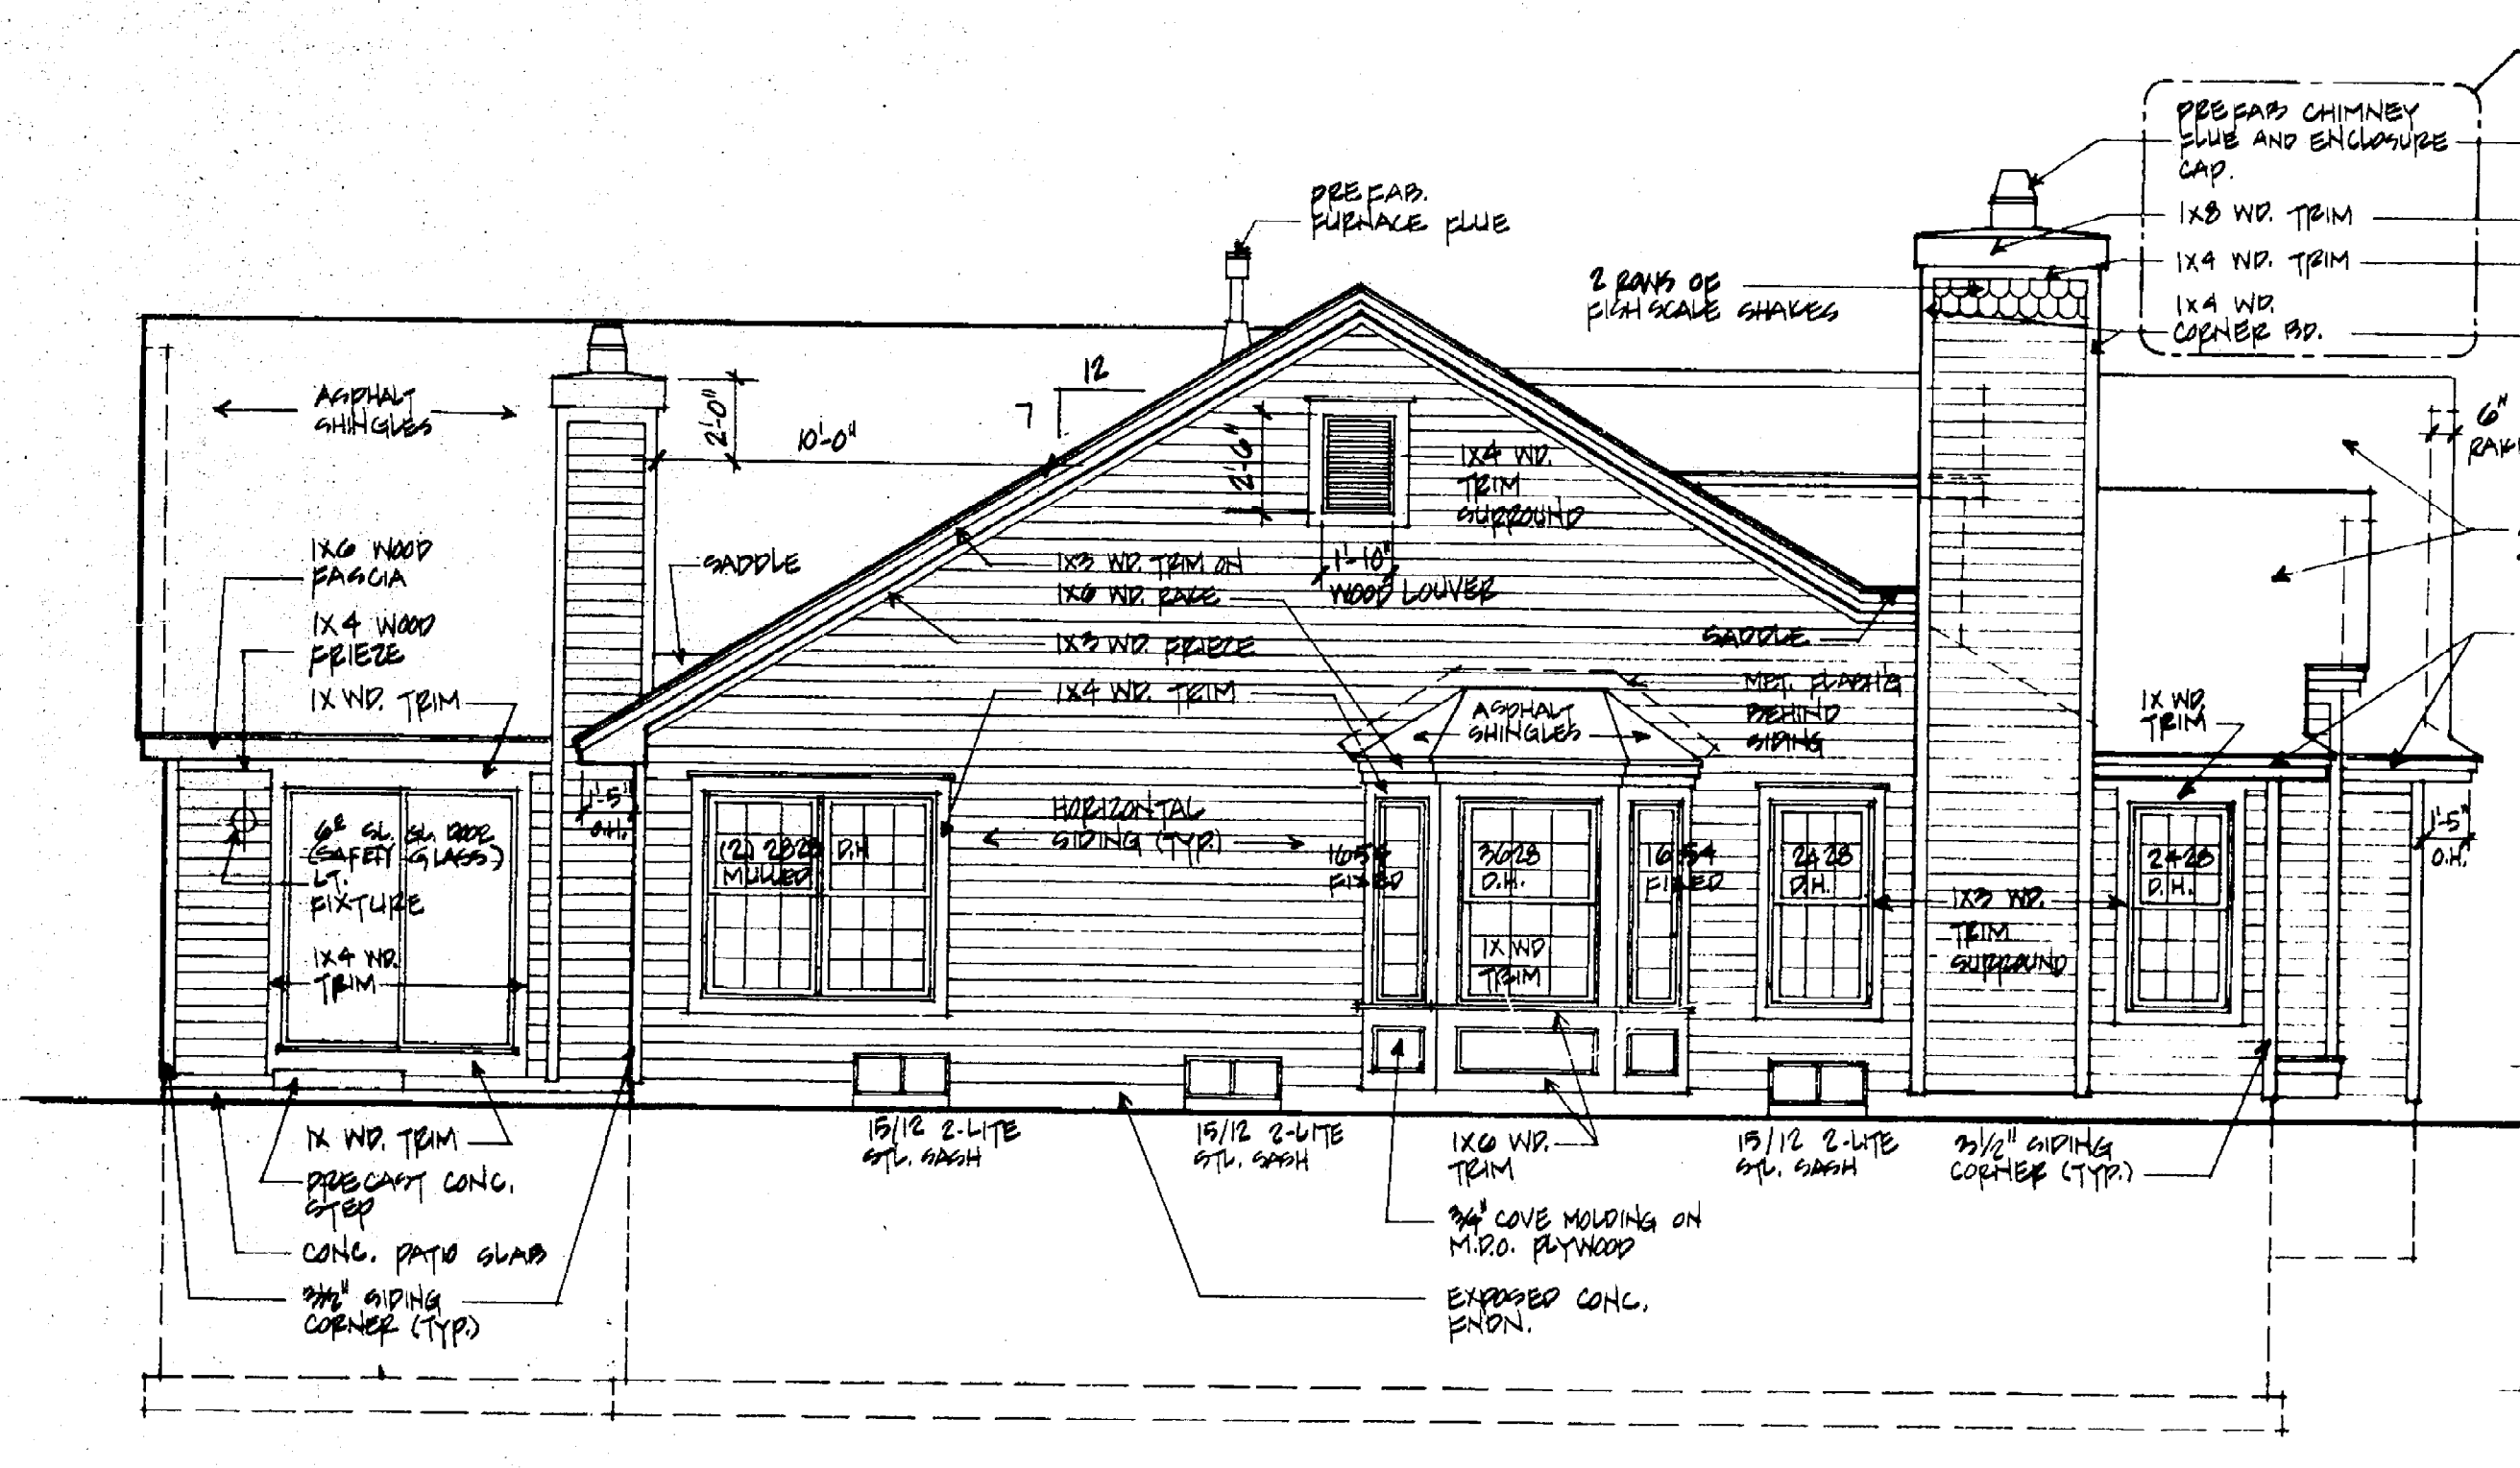 PREFAB CHIMNEY
FLUE AND ENCLOSURE
CAP.
1X8 WD. TRIM
1X4 WD. TRIM
1X4 WD.
CORNER BD.
PREFAB.
FURNACE FLUE
2 ROWS OF
FISHSCALE SHAKES
12
7
2'-0"
10'-0"
ASPHALT
SHINGLES
6"
2'-6"
1X4 WD.
TRIM
SURROUND
1'-10"
WOOD LOUVER
1X6 WOOD
FASCIA
1X4 WOOD
FRIEZE
1X WD. TRIM
SADDLE
1X3 WD. TRIM ON
1X6 WD. RAKE
1X3 WD. FRIEZE
1X4 WD. TRIM
SADDLE
MET. FLASH'G
BEHIND
SIDING
ASPHALT
SHINGLES
1X WD.
TRIM
1'-5"
O.H.
6⁰ SL. GL. DOOR
(SAFETY GLASS)
LT.
FIXTURE
1X4 WD.
TRIM
(2) 2828 D.H
MULLED
HORIZONTAL
SIDING (TYP.)
1654
FIXED
3628
D.H.
1X WD
TRIM
1654
FIXED
2428
D.H.
1X3 WD.
TRIM
SURROUND
2428
D.H.
1'-5"
O.H.
1X WD. TRIM
PRECAST CONC.
STEP
CONC. PATIO SLAB
3½" SIDING
CORNER (TYP.)
15/12 2-LITE
STL. SASH
15/12 2-LITE
STL. SASH
1X6 WD.
TRIM
3/4" COVE MOLDING ON
M.D.O. PLYWOOD
EXPOSED CONC.
FNDN.
15/12 2-LITE
STL. SASH
3½" SIDING
CORNER (TYP.)